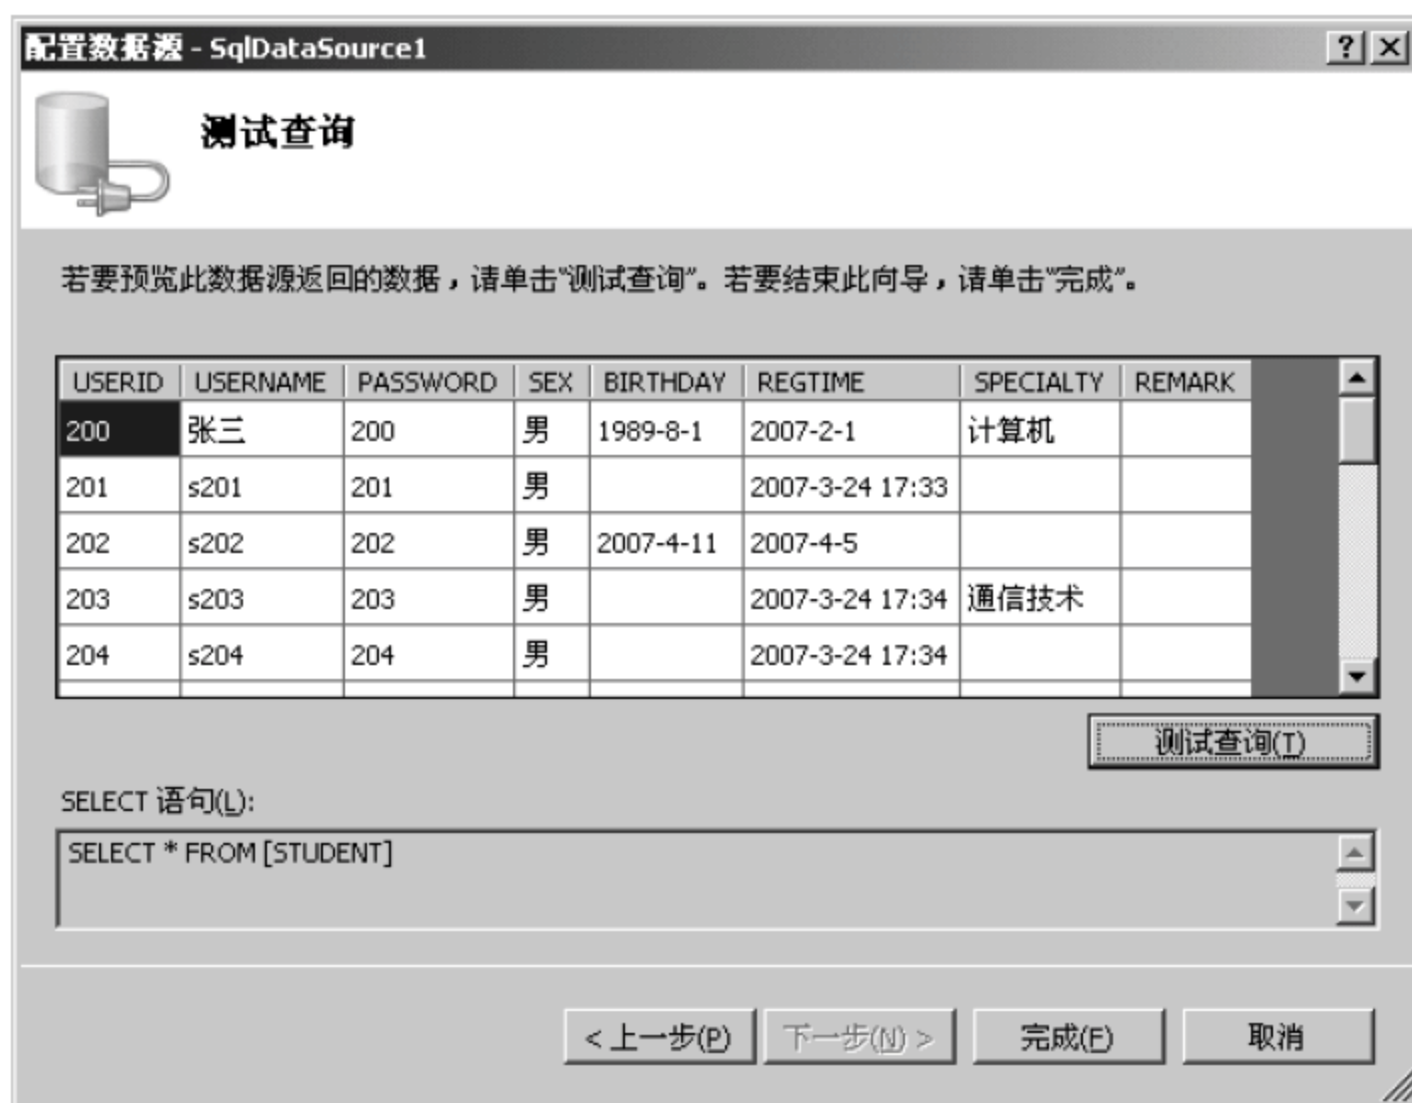 配置数据源 - SqlDataSource1
测试查询
若要预览此数据源返回的数据，请单击"测试查询"。若要结束此向导，请单击"完成"。
USERID USERNAME PASSWORD SEX BIRTHDAY REGTIME SPECIALTY REMARK
200 张三 200 男 1989-8-1 2007-2-1 计算机
201 s201 201 男 2007-3-24 17:33
202 s202 202 男 2007-4-11 2007-4-5
203 s203 203 男 2007-3-24 17:34 通信技术
204 s204 204 男 2007-3-24 17:34
测试查询(T)
SELECT 语句(L):
SELECT * FROM [STUDENT]
< 上一步(P) 下一步(N) > 完成(F) 取消